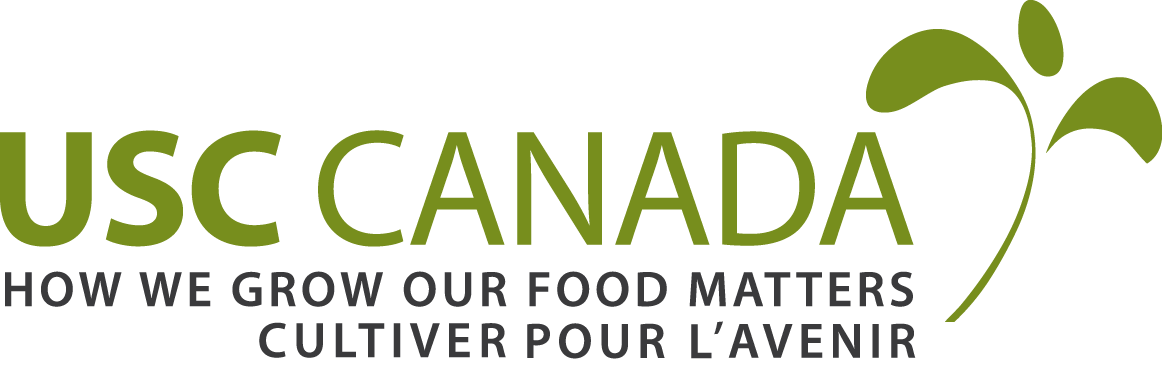 USC CANADA
HOW WE GROW OUR FOOD MATTERS
CULTIVER POUR L’AVENIR